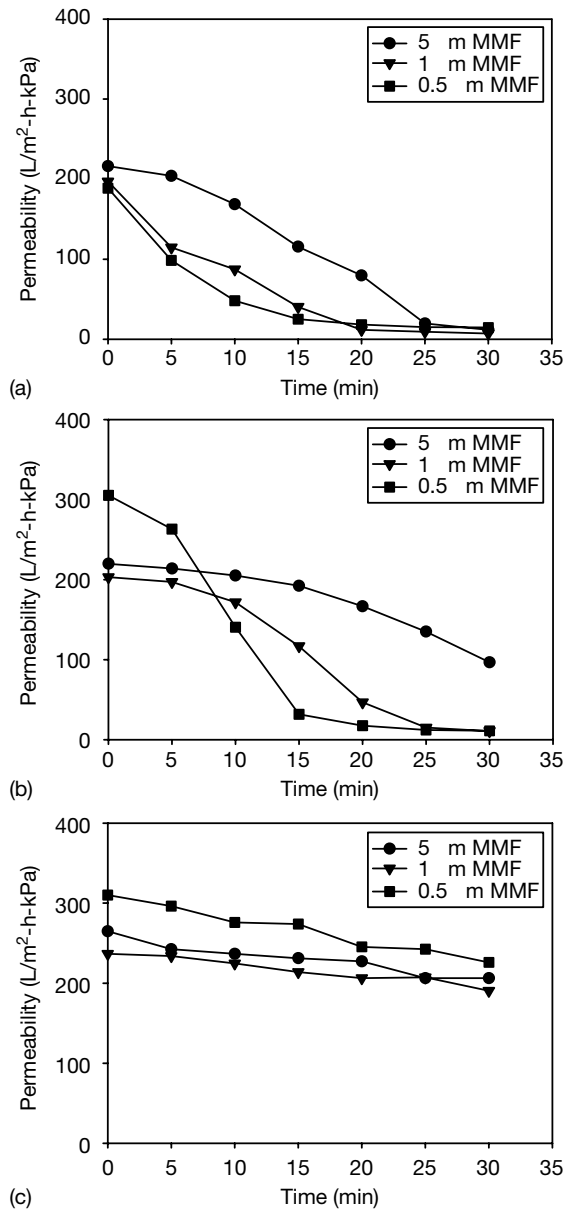 400
300
200
100
0
Permeability (L/m²-h-kPa)
5 m MMF
1 m MMF
0.5 m MMF
0 5 10 15 20 25 30 35
Time (min)
(a)
400
300
200
100
0
Permeability (L/m²-h-kPa)
5 m MMF
1 m MMF
0.5 m MMF
0 5 10 15 20 25 30 35
Time (min)
(b)
400
300
200
100
0
Permeability (L/m²-h-kPa)
5 m MMF
1 m MMF
0.5 m MMF
0 5 10 15 20 25 30 35
Time (min)
(c)